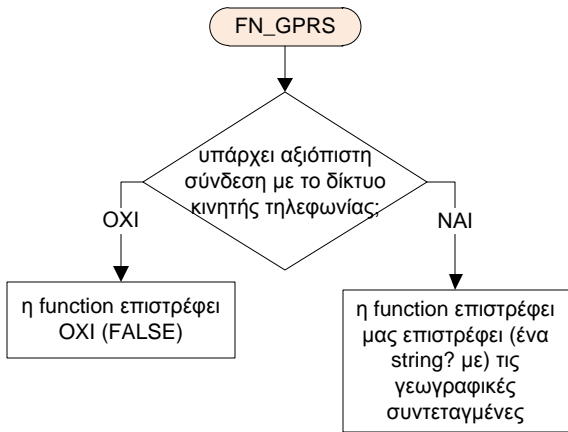 FN_GPRS
υπάρχει αξιόπιστη
σύνδεση με το δίκτυο
κινητής τηλεφωνίας;
ΟΧΙ
ΝΑΙ
η function επιστρέφει
ΟΧΙ (FALSE)
η function επιστρέφει
μας επιστρέφει (ένα
string? με) τις
γεωγραφικές
συντεταγμένες